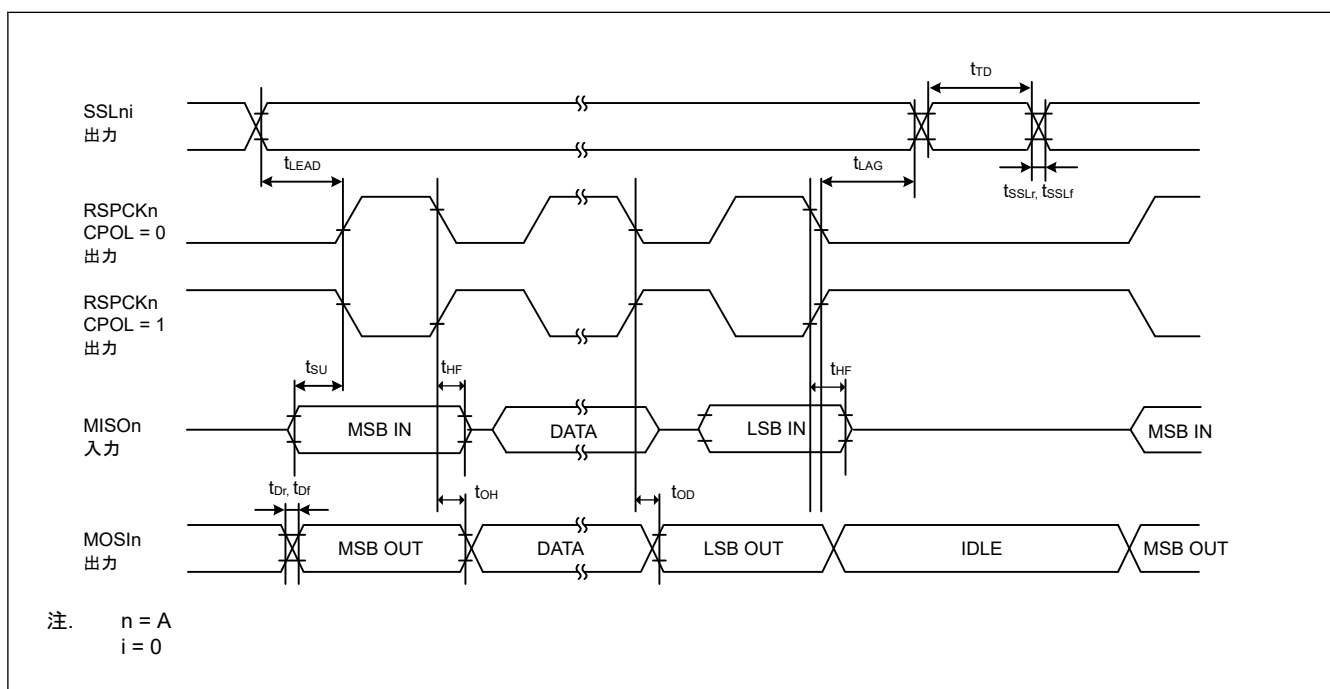 SSLni
出力
tTD
tLEAD
tLAG
tSSLr, tSSLf
RSPCKn
CPOL = 0
出力
RSPCKn
CPOL = 1
出力
tSU
tHF
tHF
MISOn
入力
MSB IN
DATA
LSB IN
MSB IN
tDr, tDf
tOH
tOD
MOSIn
出力
MSB OUT
DATA
LSB OUT
IDLE
MSB OUT
注. n = A
i = 0